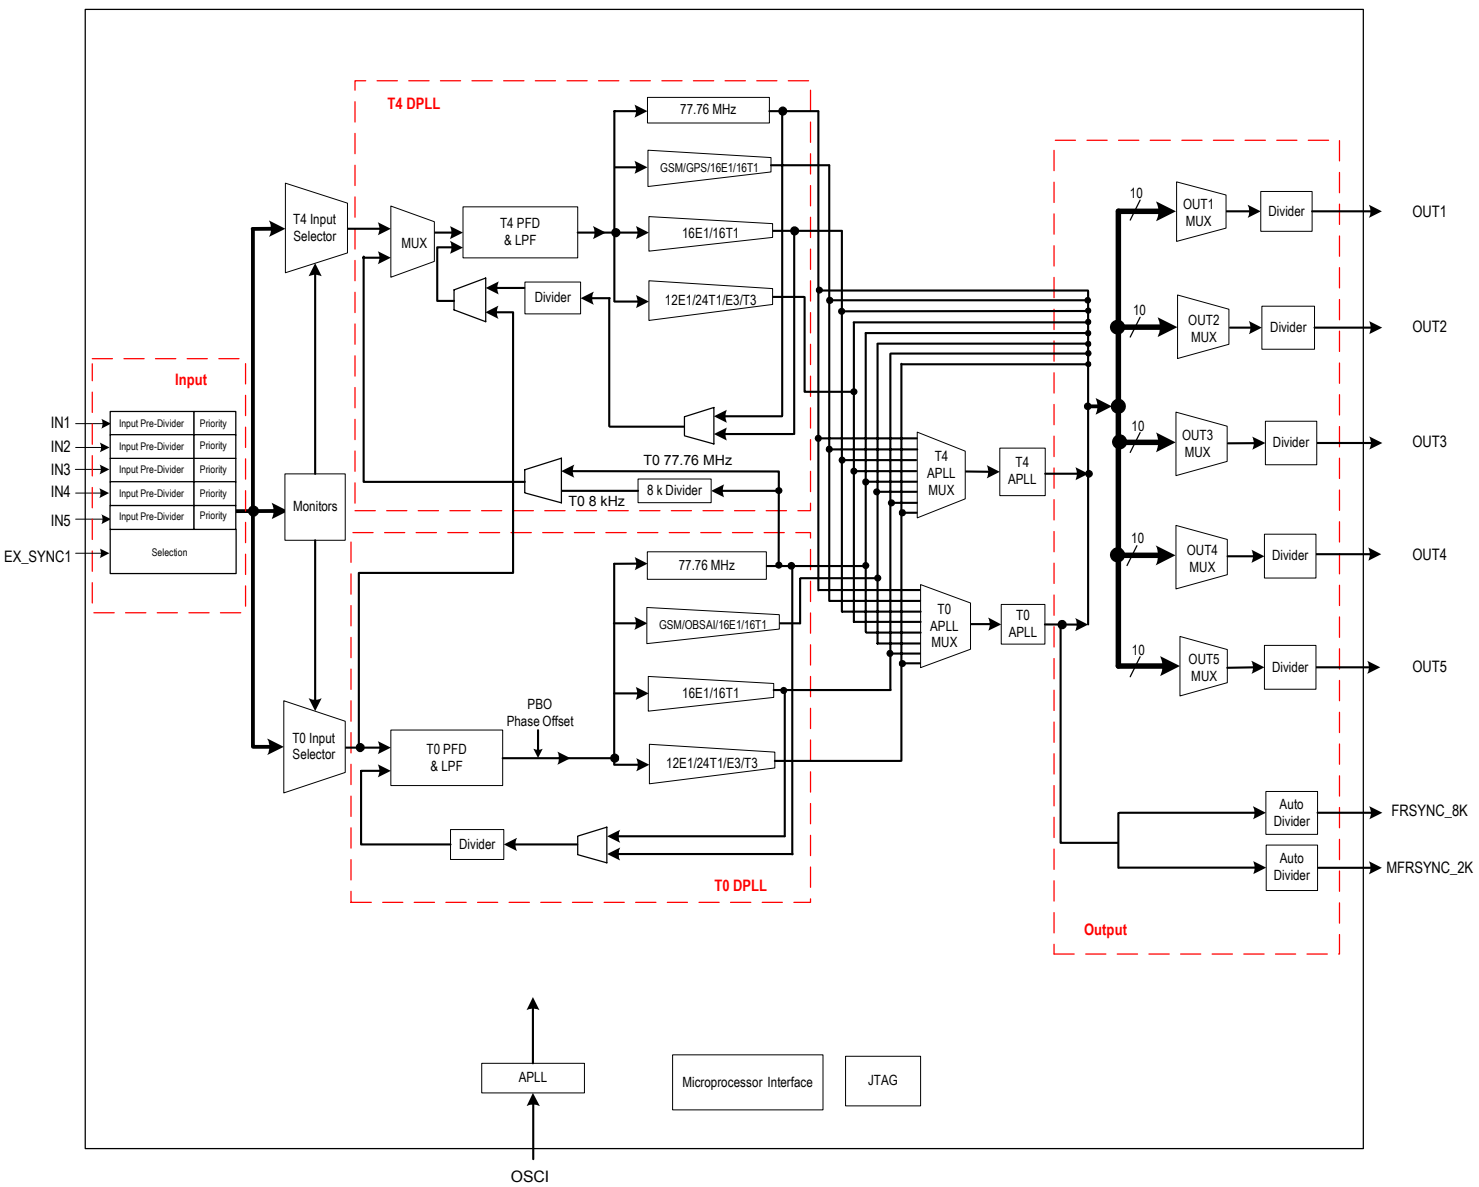 T4 DPLL
77.76 MHz
GSM/GPS/16E1/16T1
T4 Input
Selector
MUX
T4 PFD
& LPF
16E1/16T1
12E1/24T1/E3/T3
Divider
10
OUT1
MUX
Divider
OUT1
10
OUT2
MUX
Divider
OUT2
Input
IN1
Input Pre-Divider
Priority
IN2
Input Pre-Divider
Priority
IN3
Input Pre-Divider
Priority
IN4
Input Pre-Divider
Priority
IN5
Input Pre-Divider
Priority
EX_SYNC1
Selection
Monitors
T0 77.76 MHz
8 k Divider
T0 8 kHz
T4
APLL
MUX
T4
APLL
10
OUT3
MUX
Divider
OUT3
77.76 MHz
GSM/OBSAI/16E1/16T1
T0
APLL
MUX
T0
APLL
10
OUT4
MUX
Divider
OUT4
10
OUT5
MUX
Divider
OUT5
16E1/16T1
PBO
Phase Offset
T0 Input
Selector
T0 PFD
& LPF
12E1/24T1/E3/T3
Divider
T0 DPLL
Auto
Divider
FRSYNC_8K
Auto
Divider
MFRSYNC_2K
Output
APLL
Microprocessor Interface
JTAG
OSCI